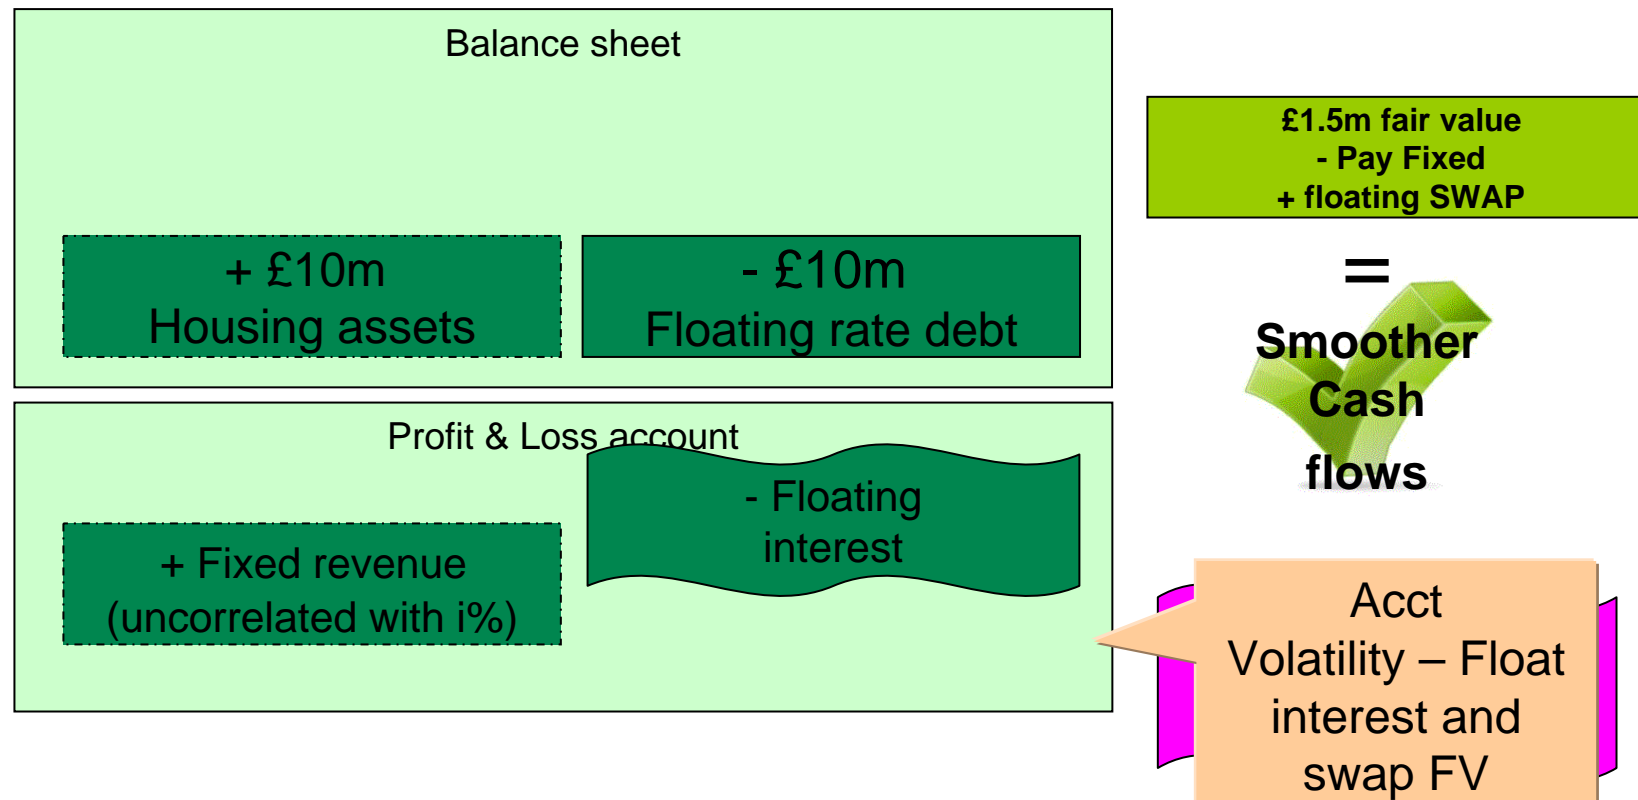 Balance sheet
+ £10m
Housing assets
- £10m
Floating rate debt
£1.5m fair value
- Pay Fixed
+ floating SWAP
=
Smoother
Cash
flows
Profit & Loss account
- Floating
interest
+ Fixed revenue
(uncorrelated with i%)
Acct
Volatility – Float
interest and
swap FV